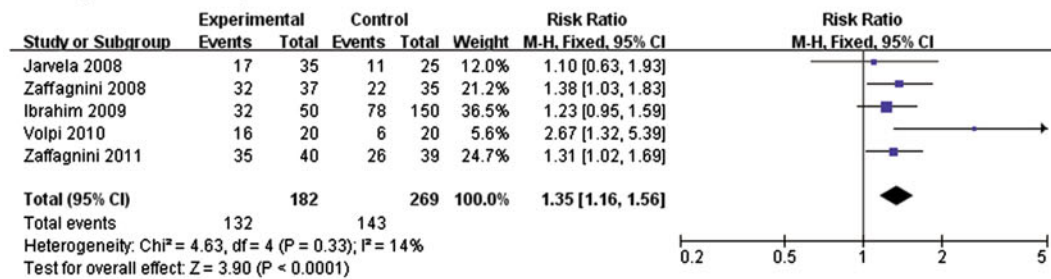 Experimental Control Risk Ratio Risk Ratio
Study or Subgroup Events Total Events Total Weight M-H, Fixed, 95% CI M-H, Fixed, 95% CI
Jarvela 2008 17 35 11 25 12.0% 1.10 [0.63, 1.93]
Zaffagnini 2008 32 37 22 35 21.2% 1.38 [1.03, 1.83]
Ibrahim 2009 32 50 78 150 36.5% 1.23 [0.95, 1.59]
Volpi 2010 16 20 6 20 5.6% 2.67 [1.32, 5.39]
Zaffagnini 2011 35 40 26 39 24.7% 1.31 [1.02, 1.69]
Total (95% CI) 182 269 100.0% 1.35 [1.16, 1.56]
Total events 132 143
Heterogeneity: Chi² = 4.63, df = 4 (P = 0.33); I² = 14%
Test for overall effect: Z = 3.90 (P < 0.0001)
0.2 0.5 1 2 5